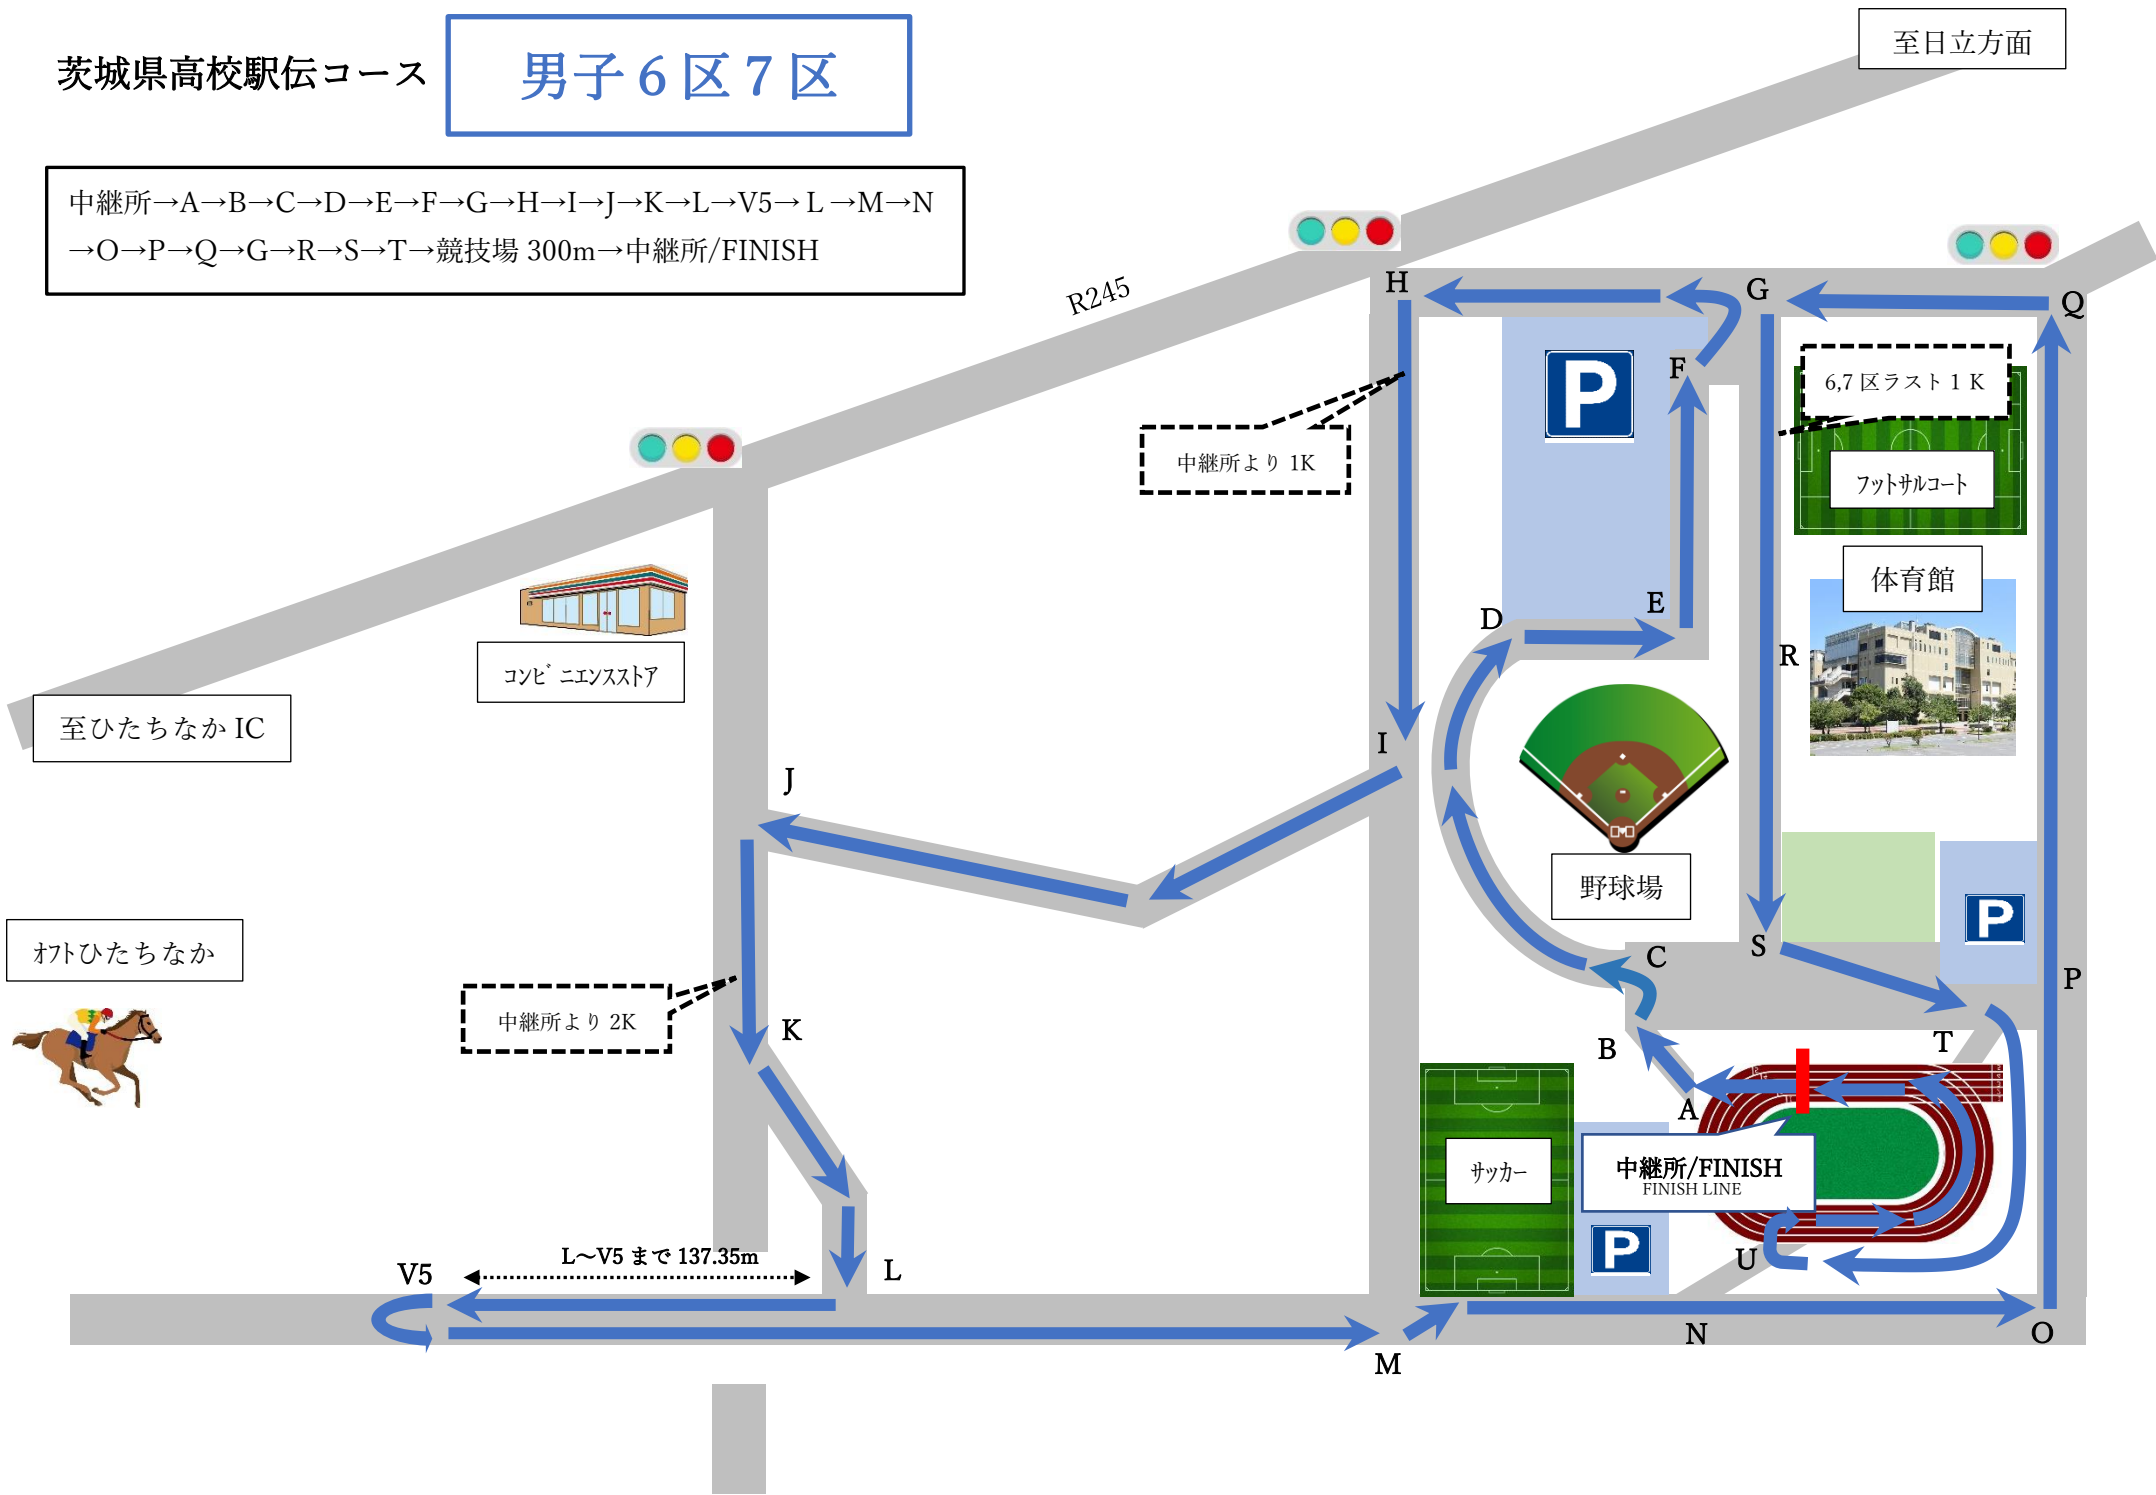 茨城県高校駅伝コース
男子６区７区
中継所→A→B→C→D→E→F→G→H→I→J→K→L→V5→ L →M→N
→O→P→Q→G→R→S→T→競技場 300m→中継所/FINISH
至日立方面
R245
H
G
Q
F
6,7 区ラスト 1 K
中継所より 1K
フットサルコート
体育館
コンビニエンスストア
D
E
R
至ひたちなか IC
I
J
野球場
オフトひたちなか
C
S
P
中継所より 2K
K
B
T
A
サッカー
中継所/FINISH
FINISH LINE
U
L～V5 まで 137.35m
V5
L
N
O
M
P
P
P